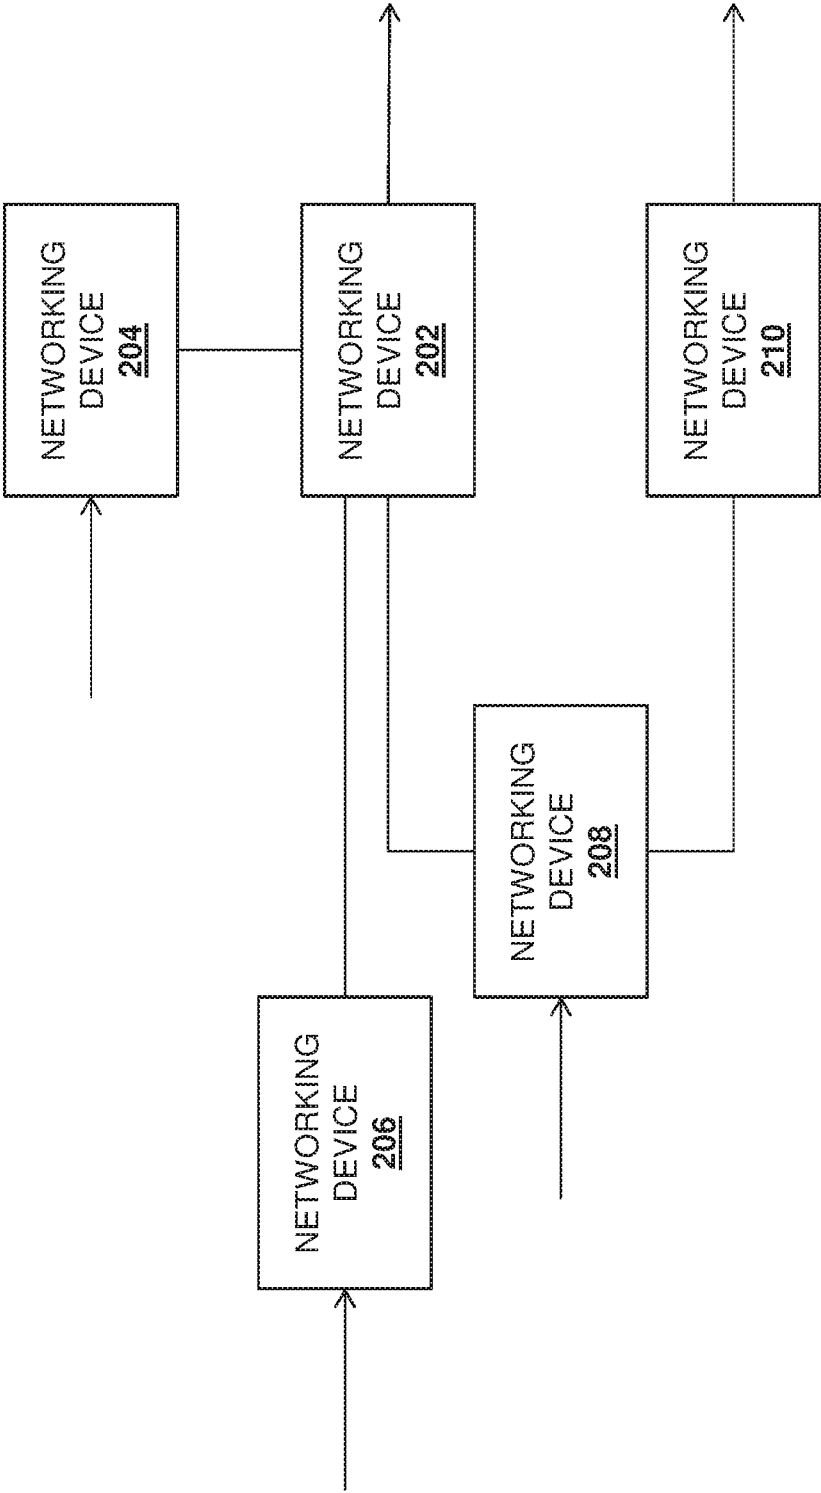 NETWORKING
DEVICE
204
NETWORKING
DEVICE
202
NETWORKING
DEVICE
210
NETWORKING
DEVICE
208
NETWORKING
DEVICE
206